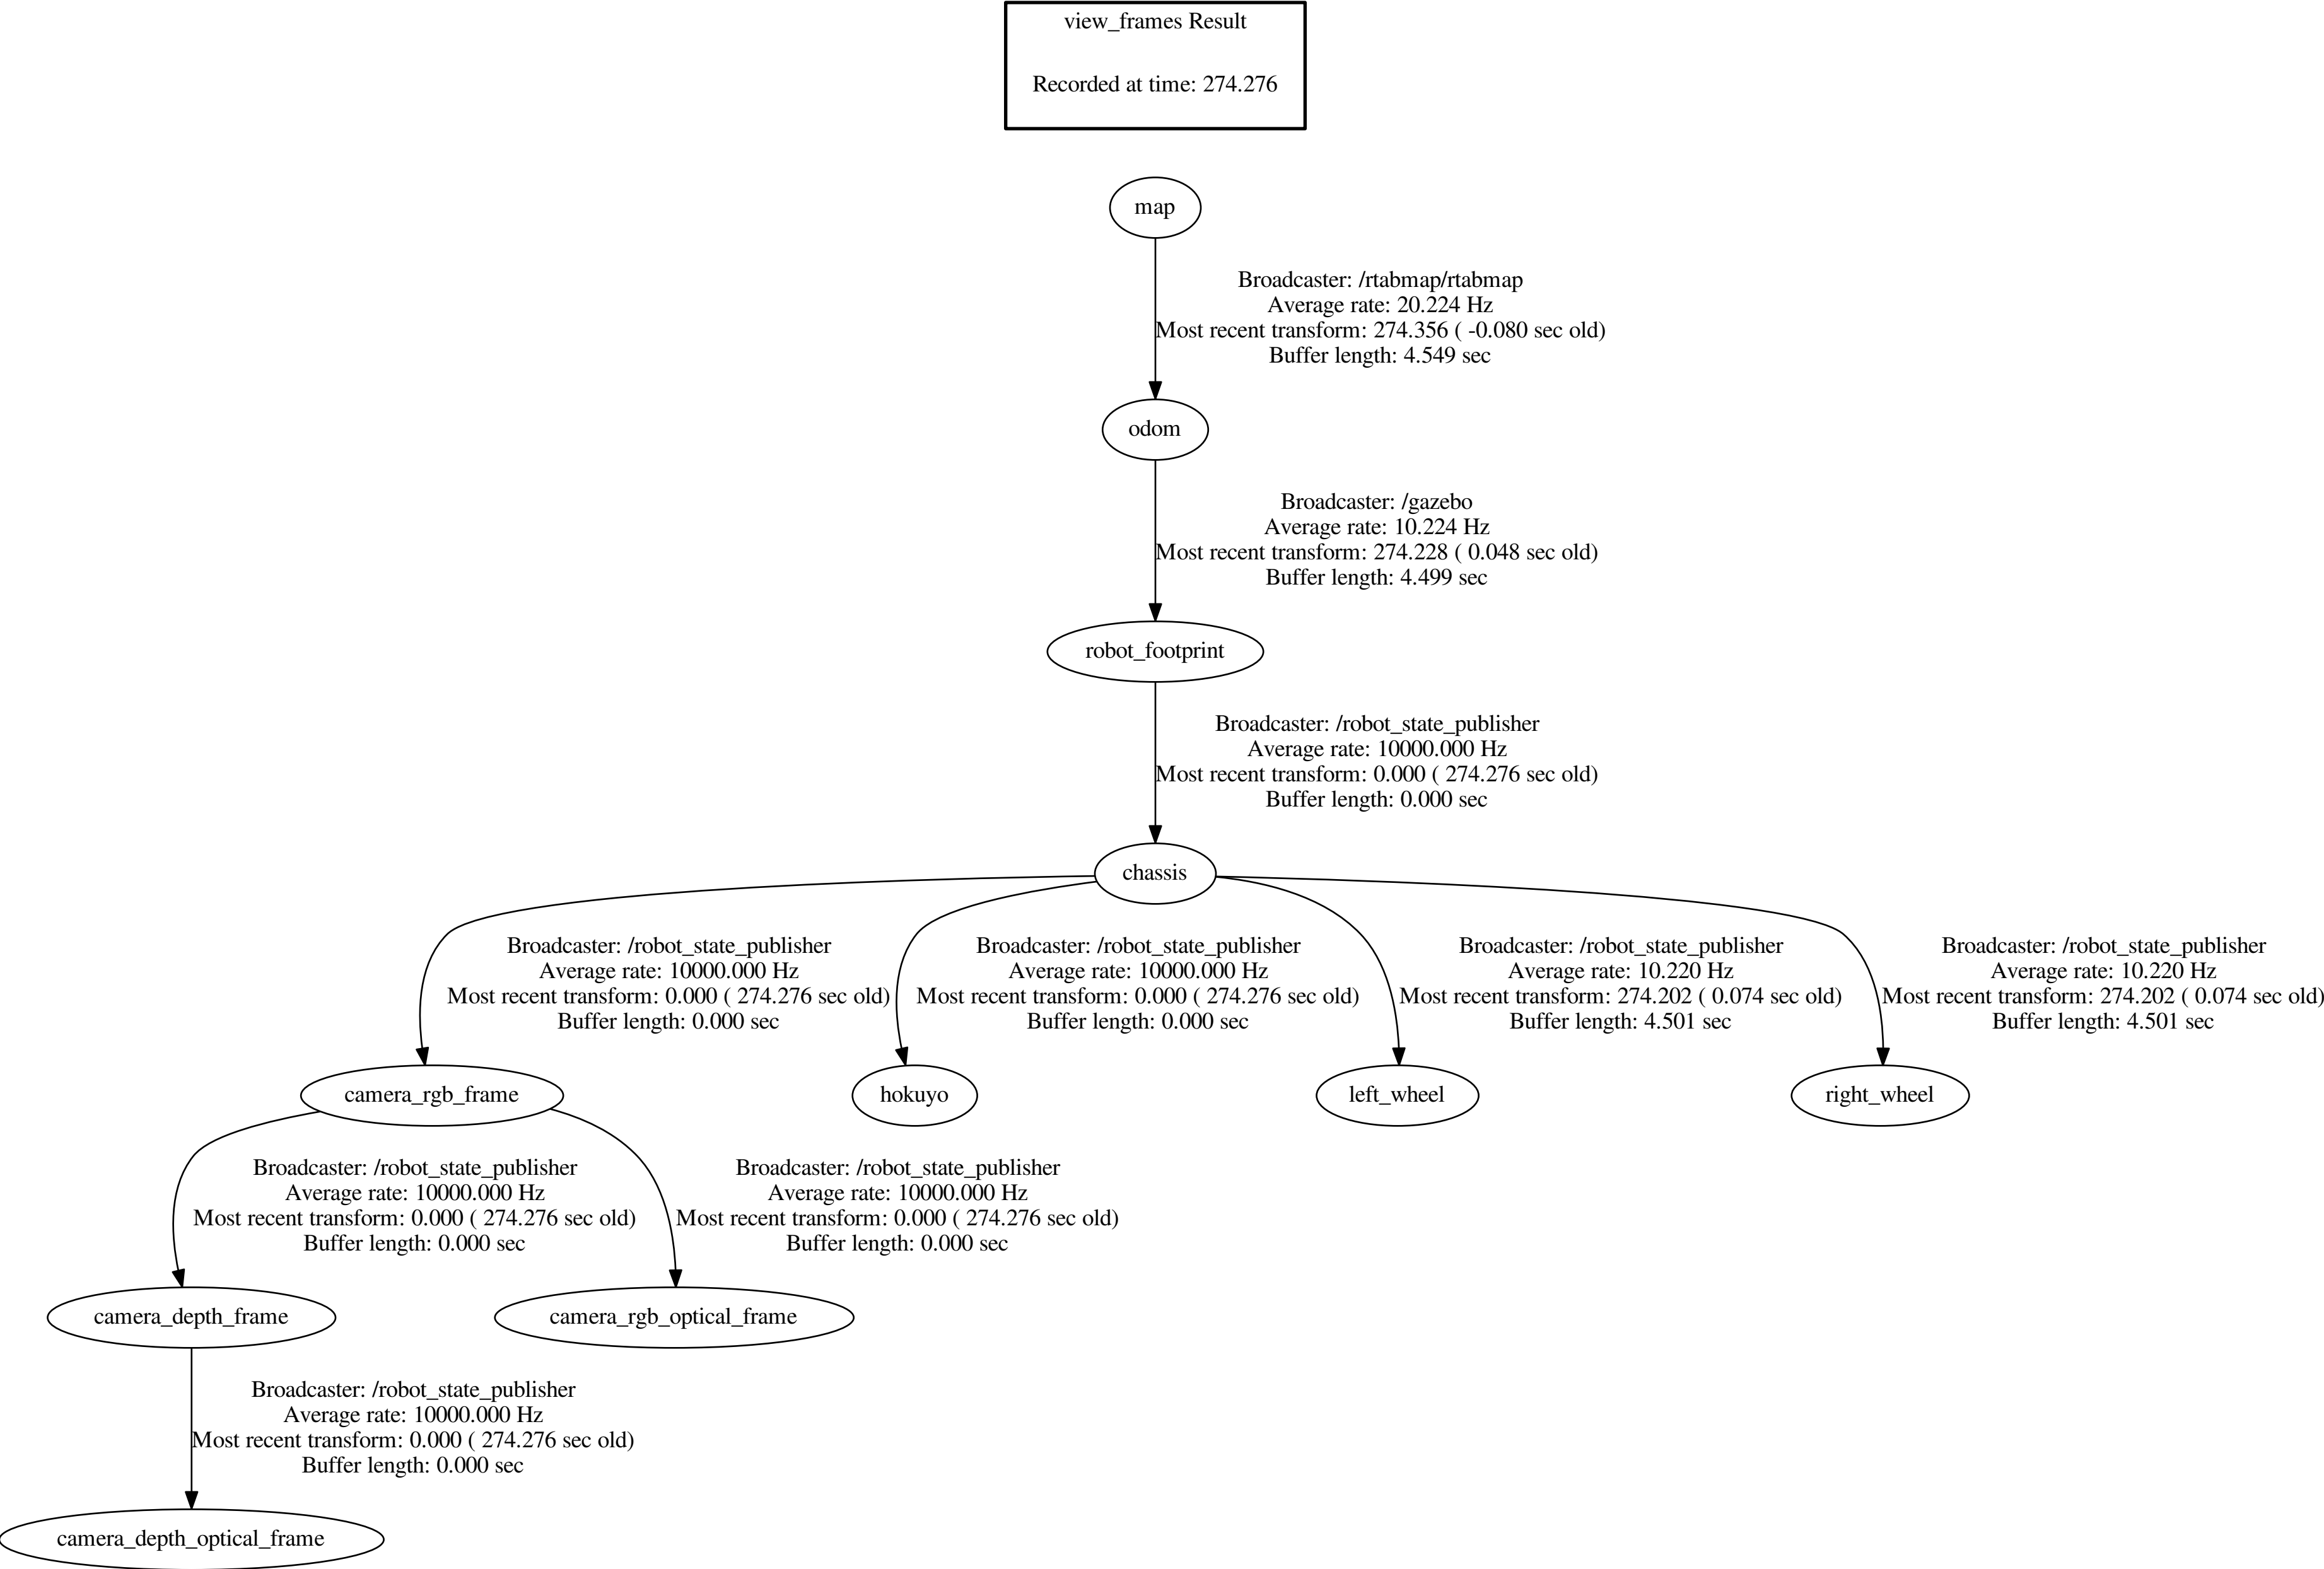 view_frames Result
Recorded at time: 274.276
map
Broadcaster: /rtabmap/rtabmap
Average rate: 20.224 Hz
Most recent transform: 274.356 ( -0.080 sec old)
Buffer length: 4.549 sec
odom
Broadcaster: /gazebo
Average rate: 10.224 Hz
Most recent transform: 274.228 ( 0.048 sec old)
Buffer length: 4.499 sec
robot_footprint
Broadcaster: /robot_state_publisher
Average rate: 10000.000 Hz
Most recent transform: 0.000 ( 274.276 sec old)
Buffer length: 0.000 sec
chassis
Broadcaster: /robot_state_publisher
Average rate: 10000.000 Hz
Most recent transform: 0.000 ( 274.276 sec old)
Buffer length: 0.000 sec
Broadcaster: /robot_state_publisher
Average rate: 10000.000 Hz
Most recent transform: 0.000 ( 274.276 sec old)
Buffer length: 0.000 sec
Broadcaster: /robot_state_publisher
Average rate: 10.220 Hz
Most recent transform: 274.202 ( 0.074 sec old)
Buffer length: 4.501 sec
Broadcaster: /robot_state_publisher
Average rate: 10.220 Hz
Most recent transform: 274.202 ( 0.074 sec old)
Buffer length: 4.501 sec
camera_rgb_frame
hokuyo
left_wheel
right_wheel
Broadcaster: /robot_state_publisher
Average rate: 10000.000 Hz
Most recent transform: 0.000 ( 274.276 sec old)
Buffer length: 0.000 sec
Broadcaster: /robot_state_publisher
Average rate: 10000.000 Hz
Most recent transform: 0.000 ( 274.276 sec old)
Buffer length: 0.000 sec
camera_depth_frame
camera_rgb_optical_frame
Broadcaster: /robot_state_publisher
Average rate: 10000.000 Hz
Most recent transform: 0.000 ( 274.276 sec old)
Buffer length: 0.000 sec
camera_depth_optical_frame